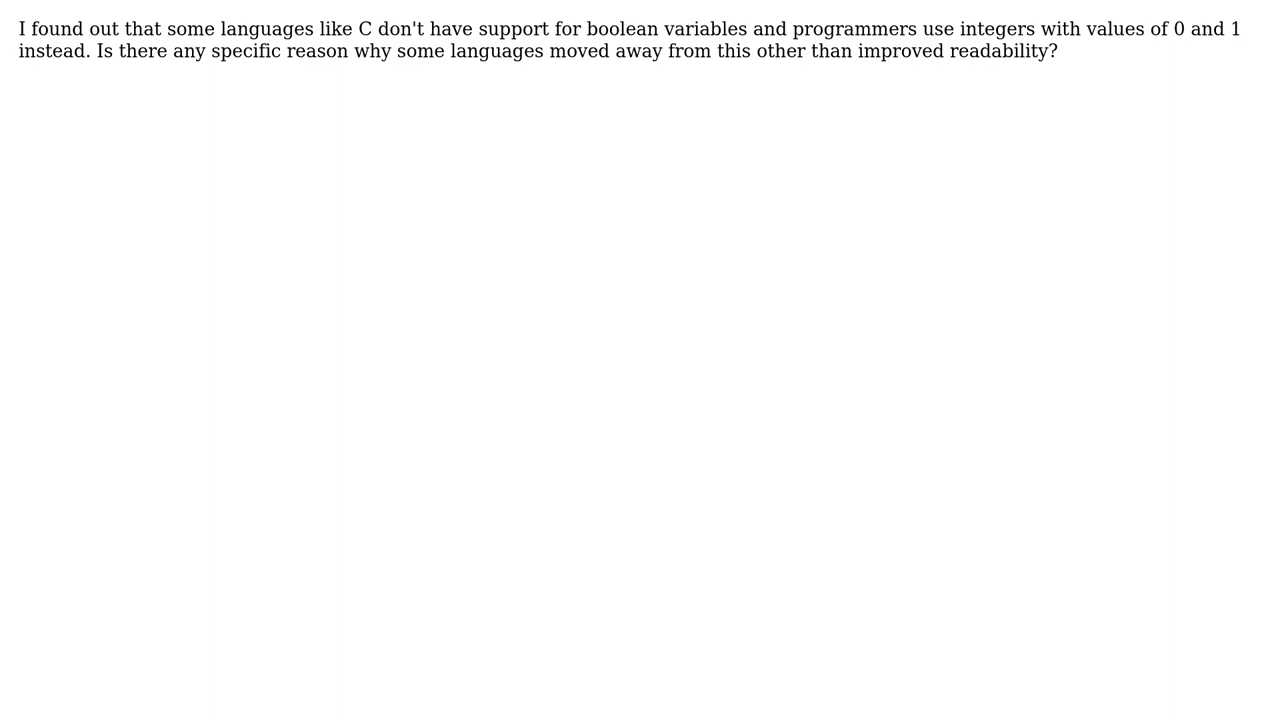 I found out that some languages like C don't have support for boolean variables and programmers use integers with values of 0 and 1
instead. Is there any specific reason why some languages moved away from this other than improved readability?